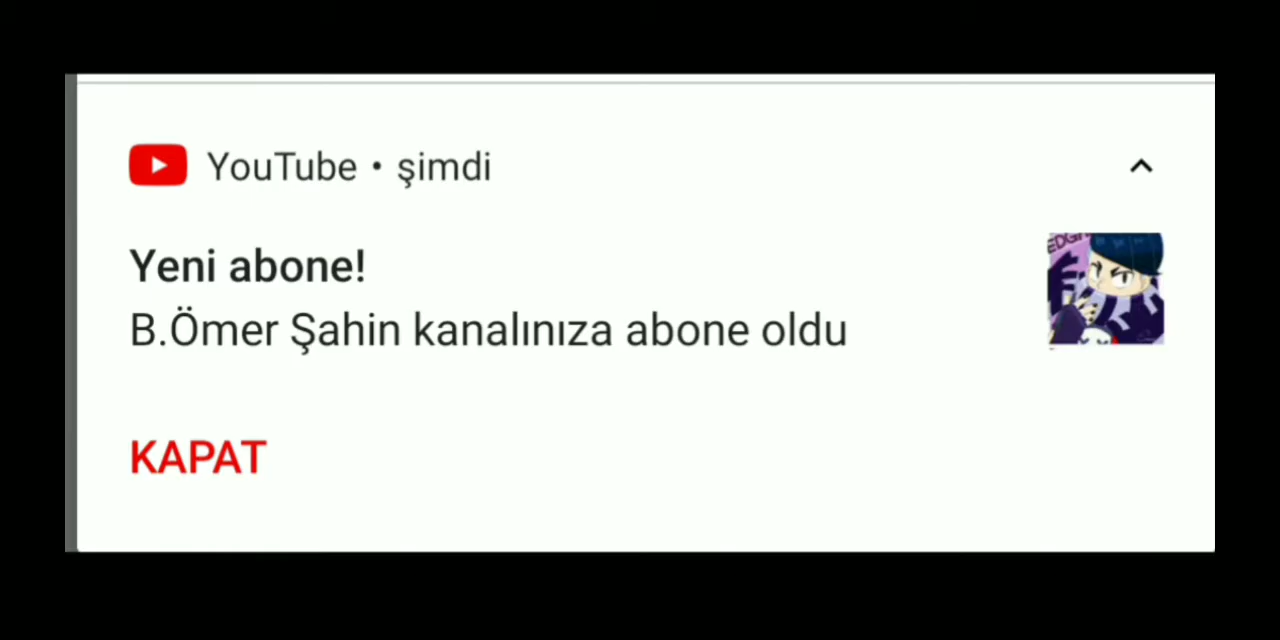 YouTube • şimdi
Yeni abone!
B.Ömer Şahin kanalınıza abone oldu
KAPAT